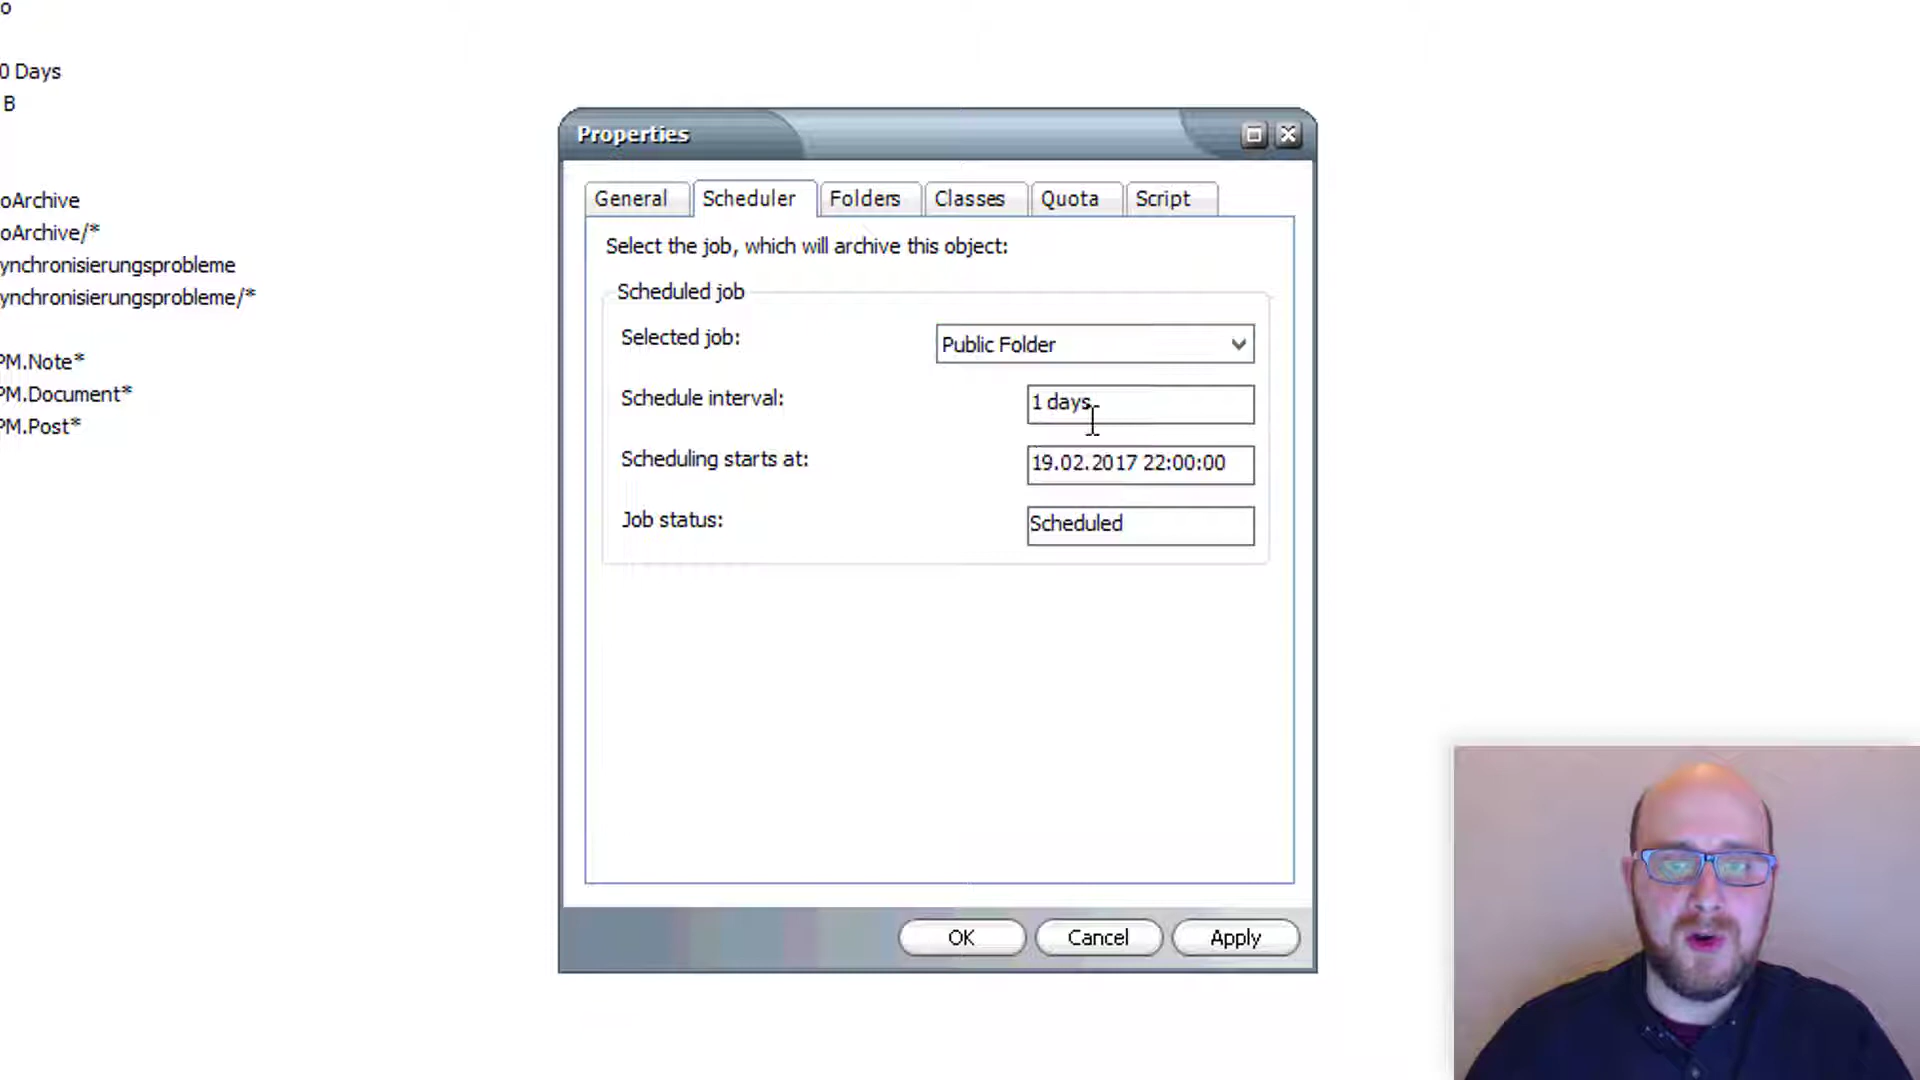 o
0 Days
B
oArchive
oArchive/*
ynchronisierungsprobleme
ynchronisierungsprobleme/*
PM.Note*
PM.Document*
PM.Post*
Properties
General Scheduler Folders Classes Quota Script
Select the job, which will archive this object:
Scheduled job
Selected job: Public Folder
Schedule interval: 1 days
Scheduling starts at: 19.02.2017 22:00:00
Job status: Scheduled
OK Cancel Apply